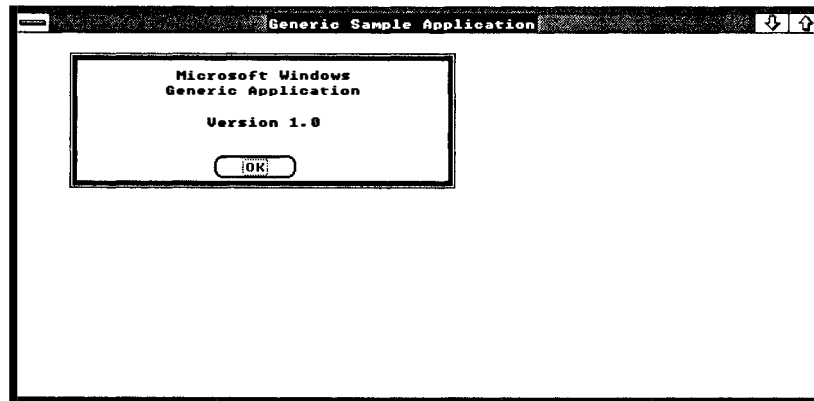 Generic Sample Application
Microsoft Windows
Generic Application
Version 1.0
OK